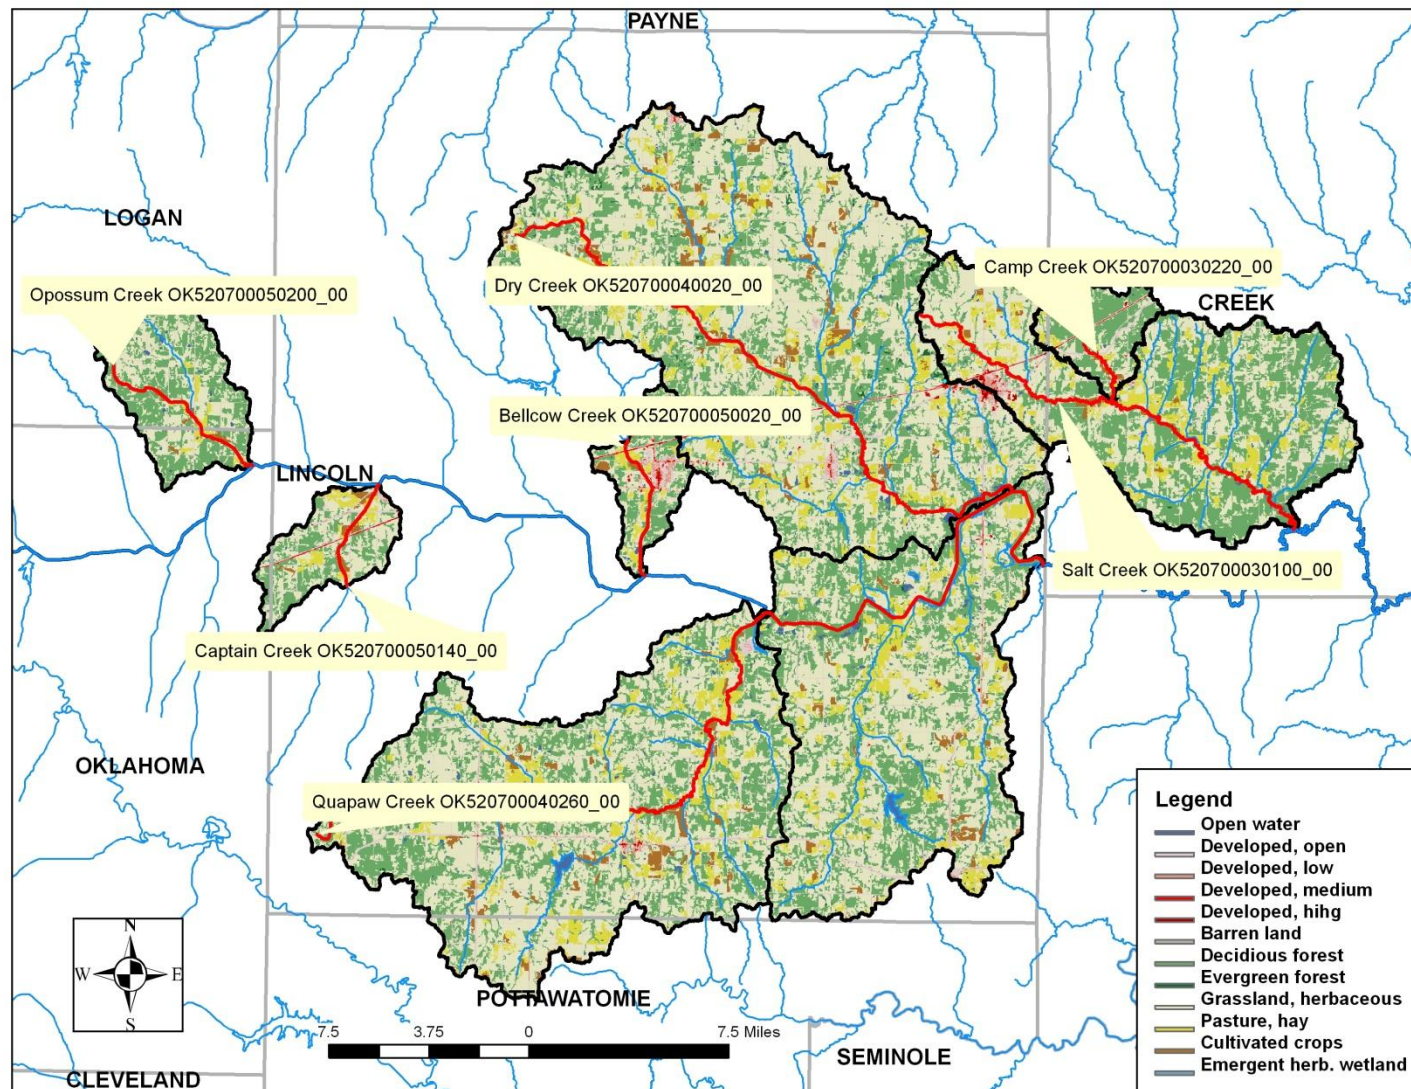 PAYNE
LOGAN
Camp Creek OK520700030220_00
Dry Creek OK520700040020_00
Opossum Creek OK520700050200_00
CREEK
Bellcow Creek OK520700050020_00
LINCOLN
Salt Creek OK520700030100_00
Captain Creek OK520700050140_00
OKLAHOMA
Quapaw Creek OK520700040260_00
Legend
Open water
Developed, open
Developed, low
Developed, medium
Developed, hihg
Barren land
Decidious forest
Evergreen forest
Grassland, herbaceous
Pasture, hay
Cultivated crops
Emergent herb. wetland
N
W E
S
POTTAWATOMIE
7.5 3.75 0 7.5 Miles
SEMINOLE
CLEVELAND